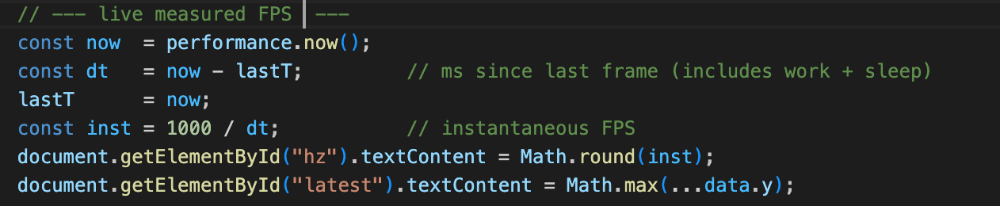 // --- live measured FPS ---
const now  = performance.now();
const dt   = now - lastT;         // ms since last frame (includes work + sleep)
lastT      = now;
const inst = 1000 / dt;           // instantaneous FPS
document.getElementById("hz").textContent = Math.round(inst);
document.getElementById("latest").textContent = Math.max(...data.y);